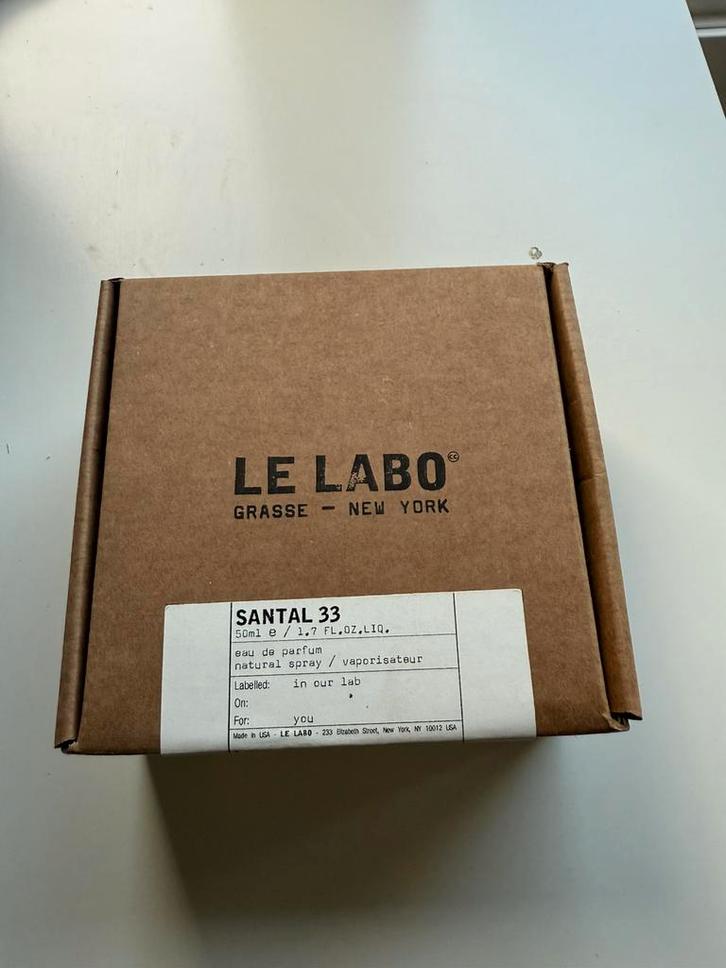 LE LABO
GRASSE — NEW YORK
SANTAL 33
50ml e / 1.7 FL.OZ.LIQ.
eau de parfum
natural spray / vaporisateur
Labelled: in our lab
On:
For: you
Made in USA - LE LABO - 233 Elizabeth Street, New York, NY 10012 USA